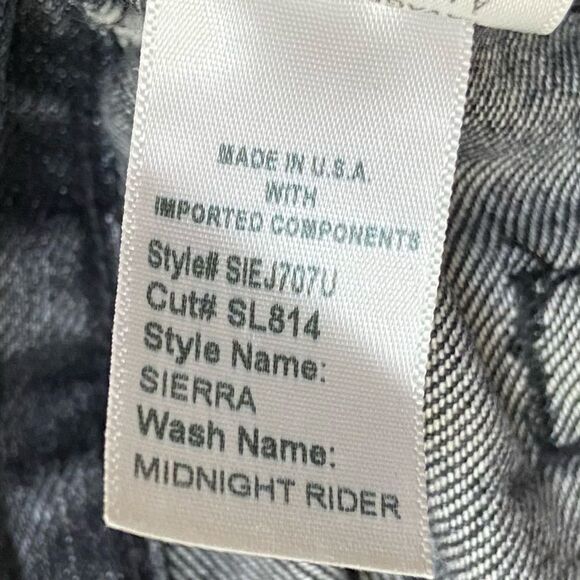 MADE IN U.S.A.
WITH
IMPORTED COMPONENTS
Style# SIEJ707U
Cut# SL814
Style Name:
SIERRA
Wash Name:
MIDNIGHT RIDER